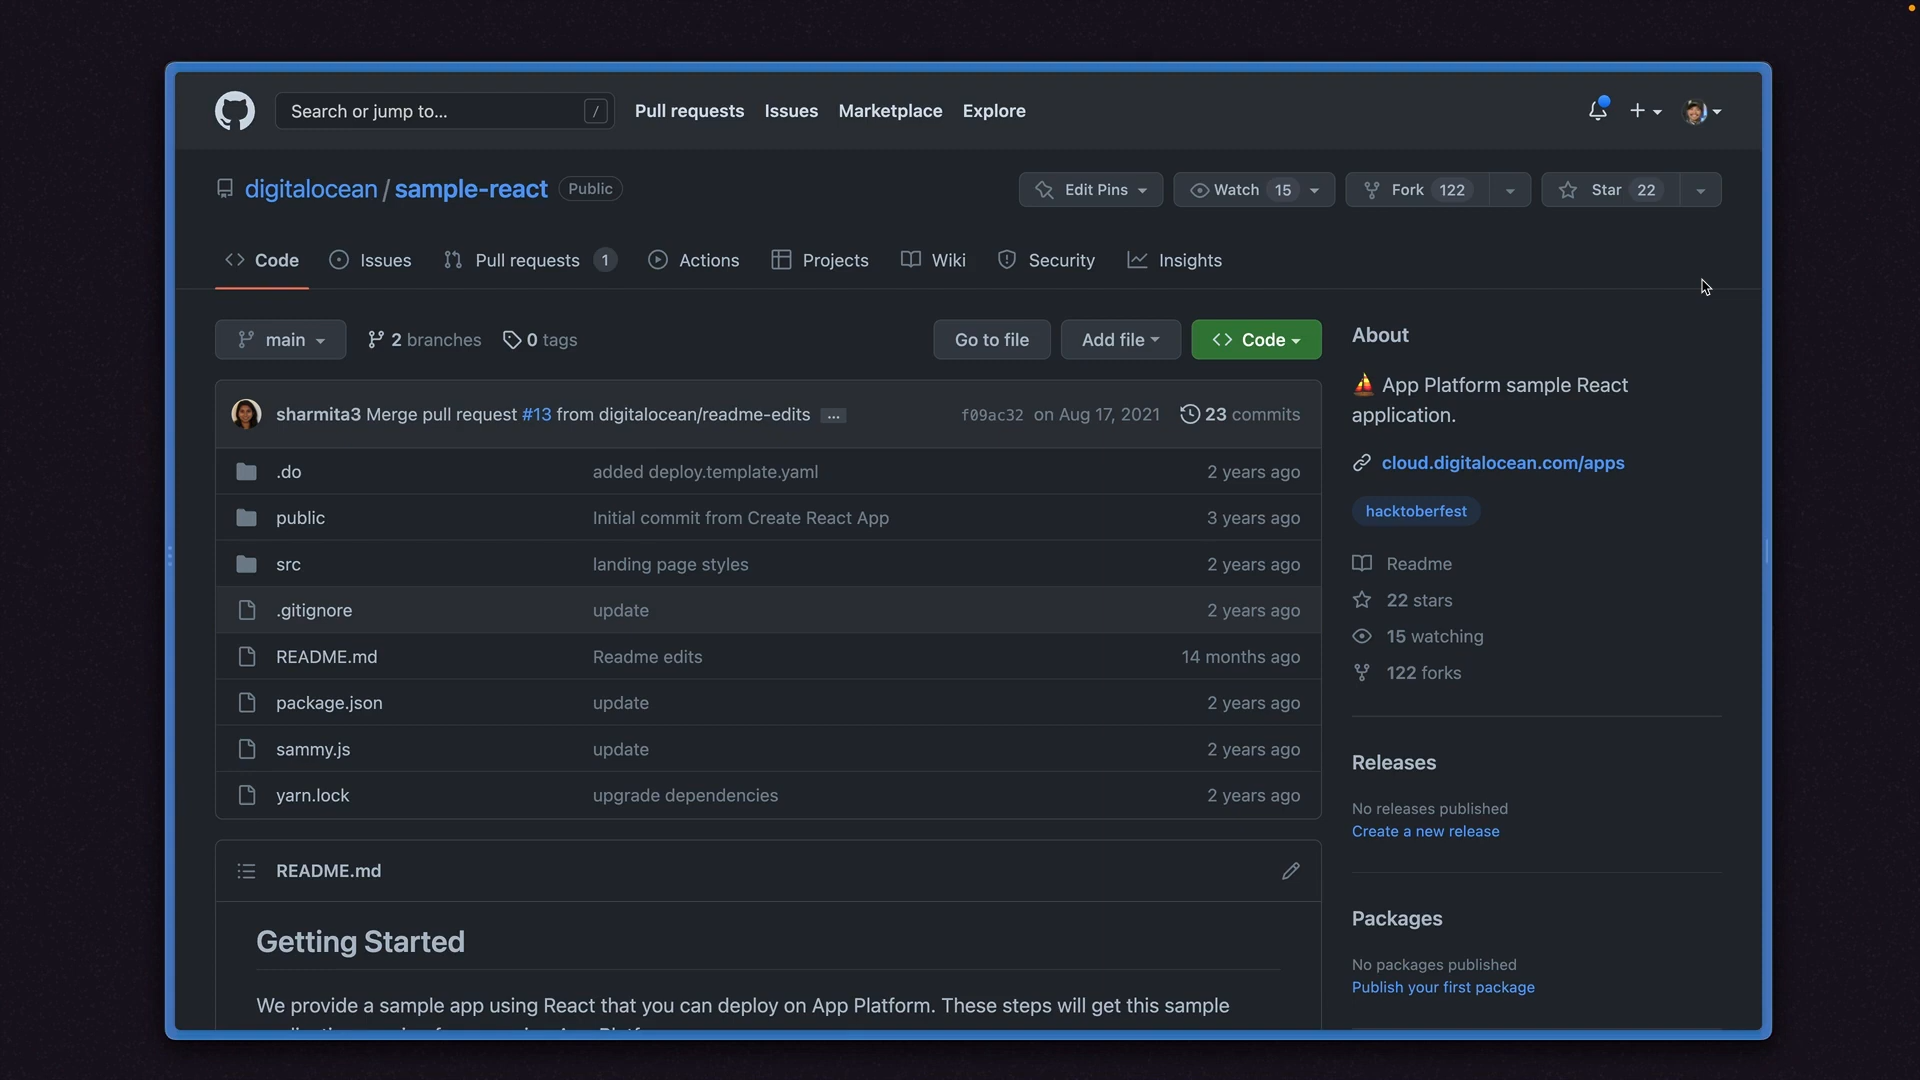 Search or jump to... /
Pull requests Issues Marketplace Explore
digitalocean / sample-react Public
Edit Pins Watch 15 Fork 122 Star 22
Code Issues Pull requests 1 Actions Projects Wiki Security Insights
main 2 branches 0 tags Go to file Add file Code
sharmita3 Merge pull request #13 from digitalocean/readme-edits ... f09ac32 on Aug 17, 2021 23 commits
.do added deploy.template.yaml 2 years ago
public Initial commit from Create React App 3 years ago
src landing page styles 2 years ago
.gitignore update 2 years ago
README.md Readme edits 14 months ago
package.json update 2 years ago
sammy.js update 2 years ago
yarn.lock upgrade dependencies 2 years ago
README.md
Getting Started
We provide a sample app using React that you can deploy on App Platform. These steps will get this sample
About
App Platform sample React
application.
cloud.digitalocean.com/apps
hacktoberfest
Readme
22 stars
15 watching
122 forks
Releases
No releases published
Create a new release
Packages
No packages published
Publish your first package